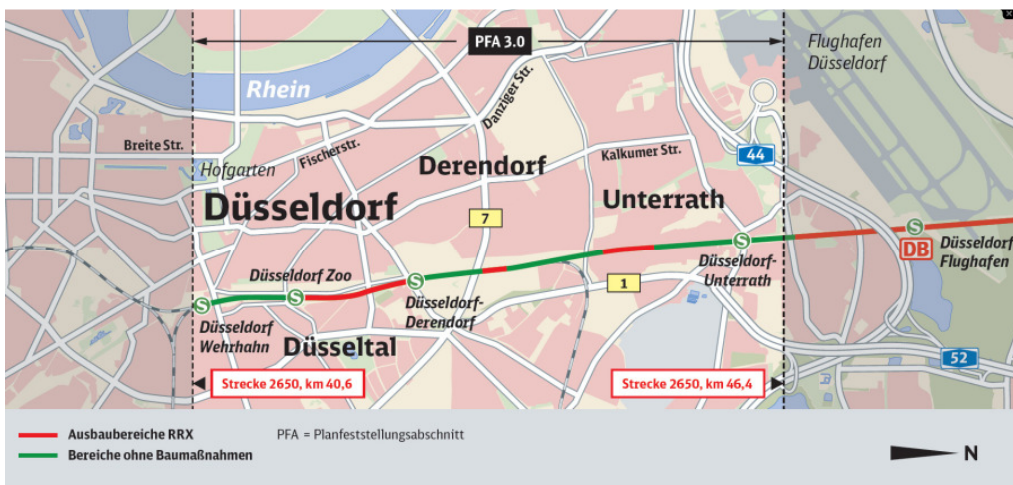 PFA 3.0
Flughafen
Düsseldorf
Rhein
Danziger Str.
Breite Str.
Fischerstr.
Hofgarten
Derendorf
Kalkumer Str.
44
Düsseldorf
Unterrath
7
S
DB
Düsseldorf
Flughafen
S
Düsseldorf-
Unterrath
Düsseldorf Zoo
S
S
S
1
Düsseldorf-
Derendorf
Düsseldorf
Wehrhahn
Düsseltal
52
Strecke 2650, km 40,6
Strecke 2650, km 46,4
Ausbaubereiche RRX
PFA = Planfeststellungsabschnitt
Bereiche ohne Baumaßnahmen
N